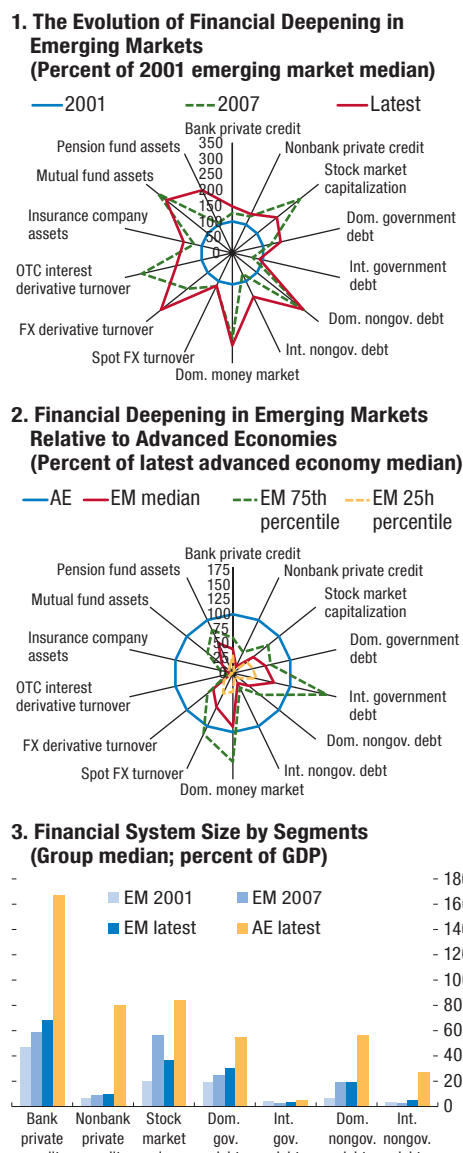 1. The Evolution of Financial Deepening in
Emerging Markets
(Percent of 2001 emerging market median)
2001 2007 Latest
Bank private credit
Pension fund assets
Nonbank private credit
Mutual fund assets
Stock market
capitalization
Insurance company
assets
Dom. government
debt
OTC interest
derivative turnover
Int. government
debt
FX derivative turnover
Dom. nongov. debt
Spot FX turnover
Int. nongov. debt
Dom. money market
350
300
250
200
150
100
50
0
2. Financial Deepening in Emerging Markets
Relative to Advanced Economies
(Percent of latest advanced economy median)
AE EM median EM 75th
percentile
EM 25h
percentile
Bank private credit
Pension fund assets
Nonbank private credit
Mutual fund assets
Stock market
capitalization
Insurance company
assets
Dom. government
debt
OTC interest
derivative turnover
Int. government
debt
FX derivative turnover
Dom. nongov. debt
Spot FX turnover
Int. nongov. debt
Dom. money market
175
150
125
100
75
50
25
0
3. Financial System Size by Segments
(Group median; percent of GDP)
EM 2001 EM 2007
EM latest AE latest
80
60
40
20
0
Bank
private
Nonbank
private
Stock
market
Dom.
gov.
Int.
gov.
Dom.
nongov.
Int.
nongov.